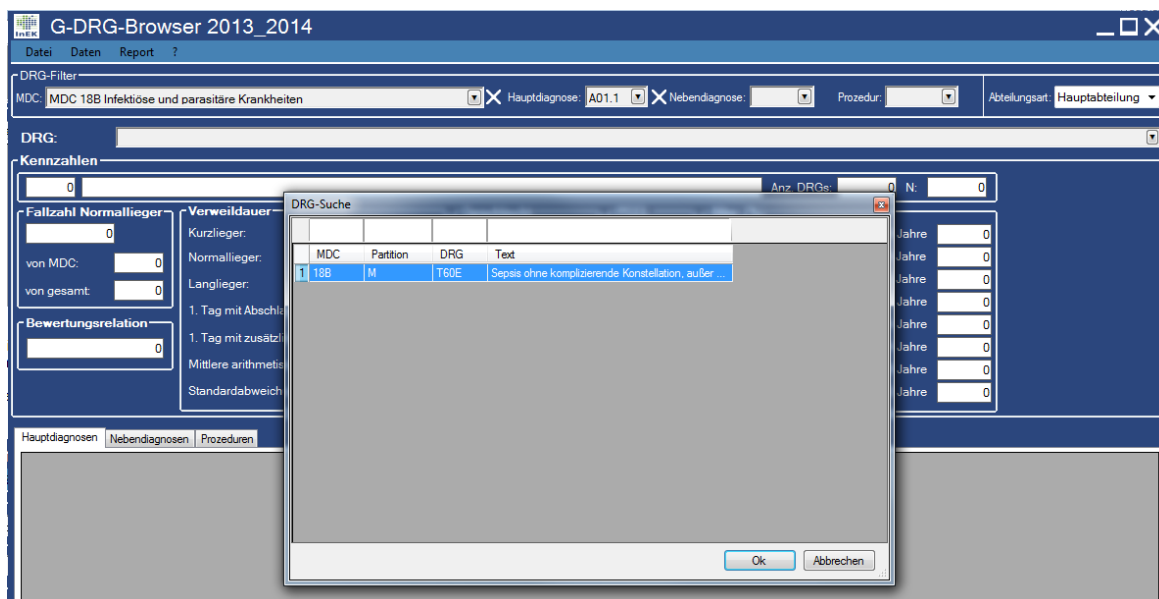 InEK G-DRG-Browser 2013_2014
Datei Daten Report ?
DRG-Filter
MDC: MDC 18B Infektiöse und parasitäre Krankheiten Hauptdiagnose: A01.1 Nebendiagnose: Prozedur: Abteilungsart: Hauptabteilung
DRG:
Kennzahlen
0 Anz. DRGs: 0 N: 0
DRG-Suche
Fallzahl Normallieger
0
von MDC: 0
von gesamt: 0
Bewertungsrelation
0
Verweildauer
Kurzlieger:
Normallieger:
Langlieger:
1. Tag mit Abschla
1. Tag mit zusätzli
Mittlere arithmetis
Standardabweich
MDC Partition DRG Text
1 18B M T60E Sepsis ohne komplizierende Konstellation, außer ...
Jahre 0
Jahre 0
Jahre 0
Jahre 0
Jahre 0
Jahre 0
Jahre 0
Jahre 0
Ok Abbrechen
Hauptdiagnosen Nebendiagnosen Prozeduren